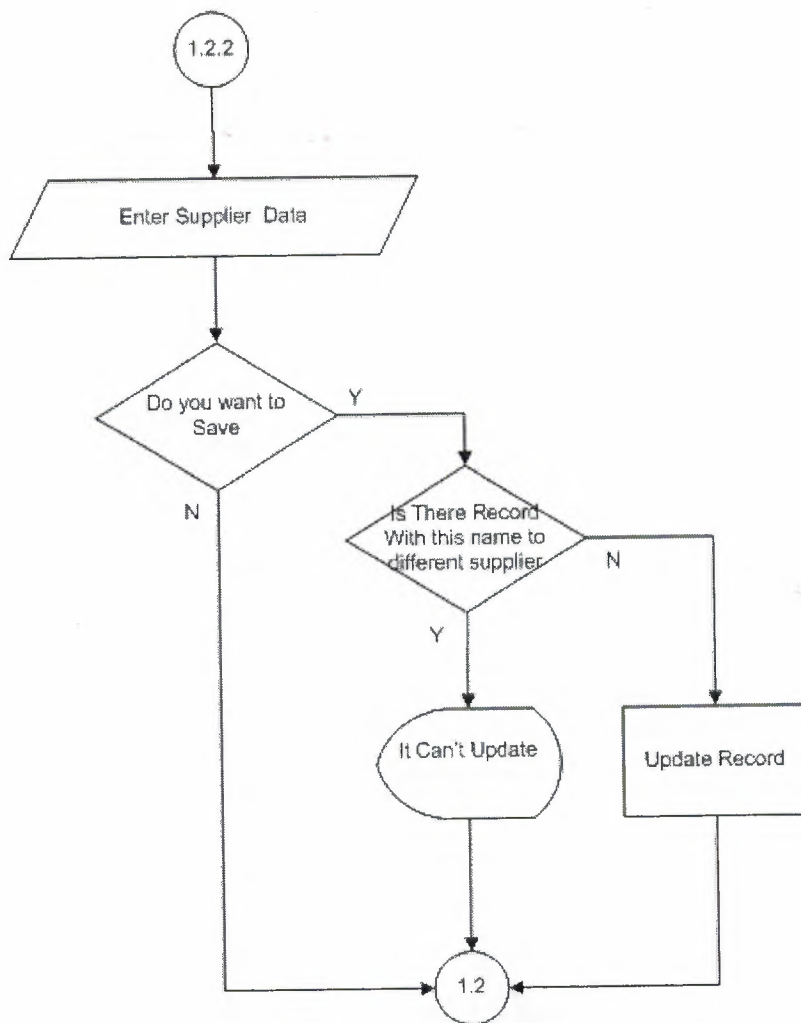 1.2.2
Enter Supplier Data
Do you want to
Save
Y
N
Is There Record
With this name to
different supplier
N
Y
It Can't Update
Update Record
1.2